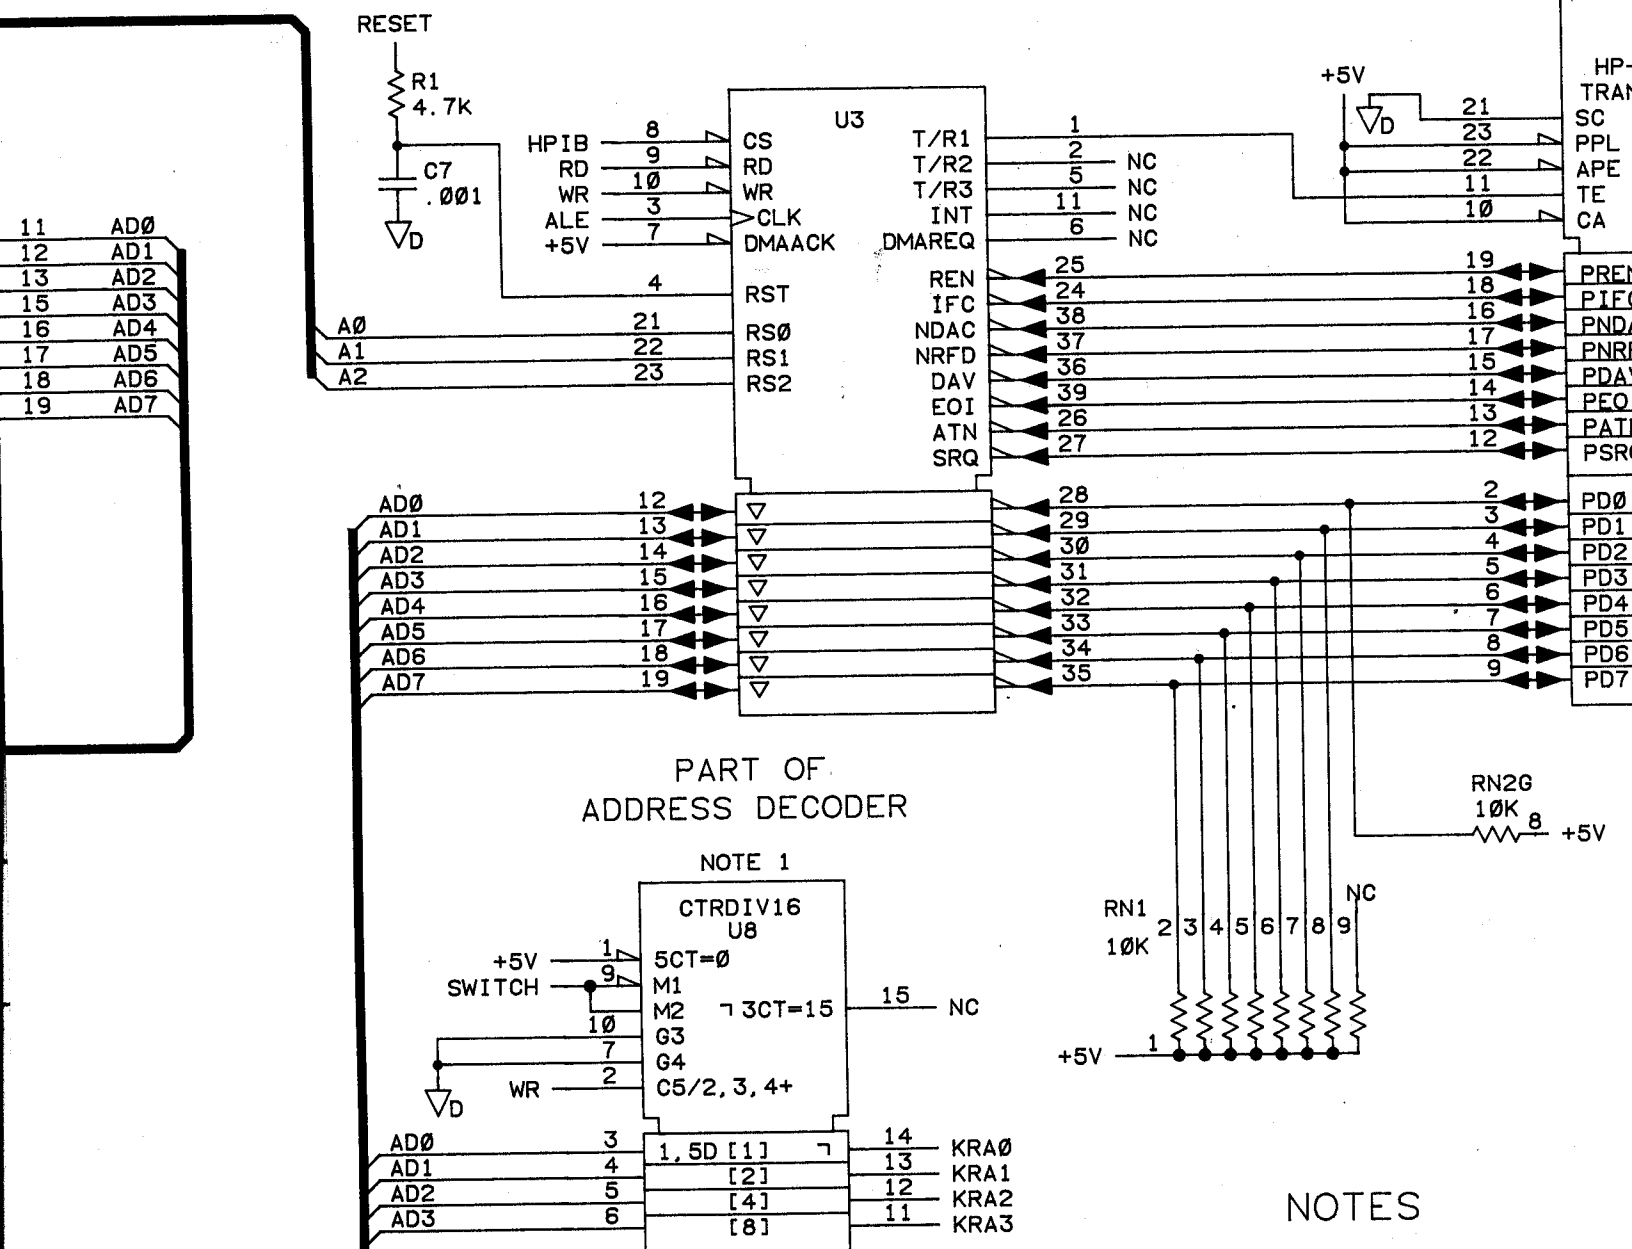 RESET
R1
4.7K
C7
.001
D
11 AD0
12 AD1
13 AD2
15 AD3
16 AD4
17 AD5
18 AD6
19 AD7
U3
HPIB 8 CS
RD 9 RD
WR 10 WR
ALE 3 CLK
+5V 7 DMAACK
4 RST
A0 21 RS0
A1 22 RS1
A2 23 RS2
T/R1 1
T/R2 2 NC
T/R3 5 NC
INT 11 NC
DMAREQ 6 NC
REN 25 19
IFC 24 18
NDAC 38 16
NRFD 37 17
DAV 36 15
EOI 39 14
ATN 26 13
SRQ 27 12
+5V
D
HP-
TRAN
21 SC
23 PPL
22 APE
11 TE
10 CA
PREN
PIFC
PNDA
PNRF
PDAV
PEO
PATN
PSRQ
AD0 12 28 2 PD0
AD1 13 29 3 PD1
AD2 14 30 4 PD2
AD3 15 31 5 PD3
AD4 16 32 6 PD4
AD5 17 33 7 PD5
AD6 18 34 8 PD6
AD7 19 35 9 PD7
PART OF
ADDRESS DECODER
NOTE 1
CTRDIV16
U8
+5V 1 5CT=0
SWITCH 9 M1
M2 ¬3CT=15 15 NC
10 G3
7 G4
WR 2 C5/2,3,4+
D
AD0 3 1,5D [1] ¬ 14 KRA0
AD1 4 [2] 13 KRA1
AD2 5 [4] 12 KRA2
AD3 6 [8] 11 KRA3
RN2G
10K
8 +5V
NC
RN1
10K
2 3 4 5 6 7 8 9
+5V 1
NOTES